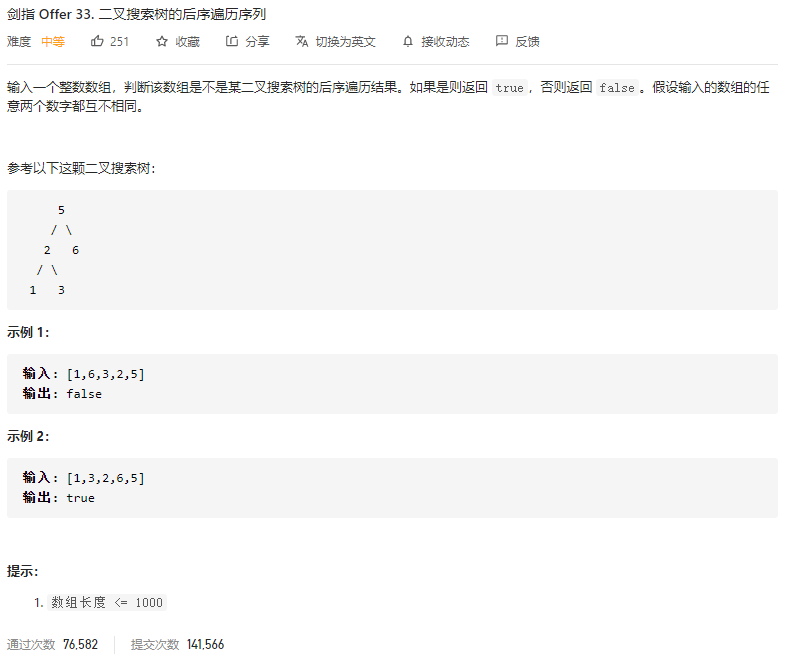 剑指 Offer 33. 二叉搜索树的后序遍历序列
难度 中等 251 收藏 分享 切换为英文 接收动态 反馈
输入一个整数数组，判断该数组是不是某二叉搜索树的后序遍历结果。如果是则返回 true，否则返回 false。假设输入的数组的任
意两个数字都互不相同。
参考以下这颗二叉搜索树：
5
/ \
2 6
/ \
1 3
示例 1：
输入: [1,6,3,2,5]
输出: false
示例 2：
输入: [1,3,2,6,5]
输出: true
提示：
1. 数组长度 <= 1000
通过次数 76,582 提交次数 141,566